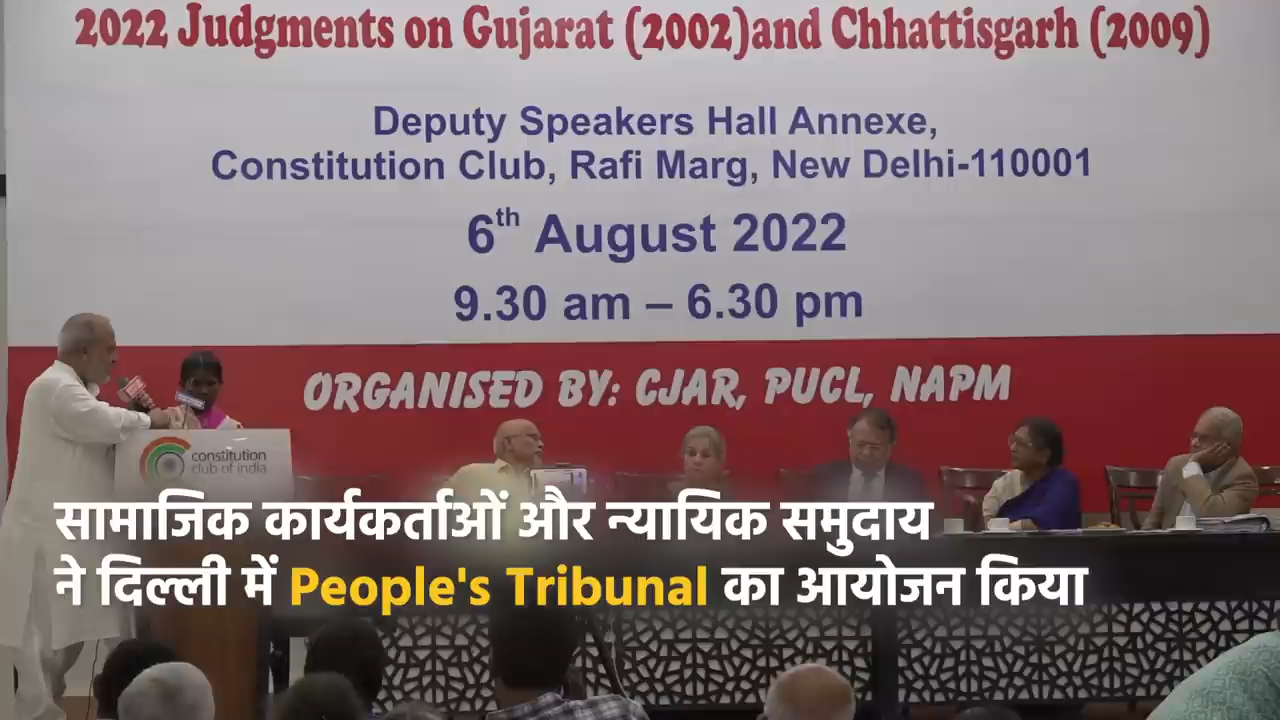 2022 Judgments on Gujarat (2002)and Chhattisgarh (2009)
Deputy Speakers Hall Annexe,
Constitution Club, Rafi Marg, New Delhi-110001
6th August 2022
9.30 am – 6.30 pm
ORGANISED BY: CJAR, PUCL, NAPM
constitution
club of india
सामाजिक कार्यकर्ताओं और न्यायिक समुदाय
ने दिल्ली में People's Tribunal का आयोजन किया